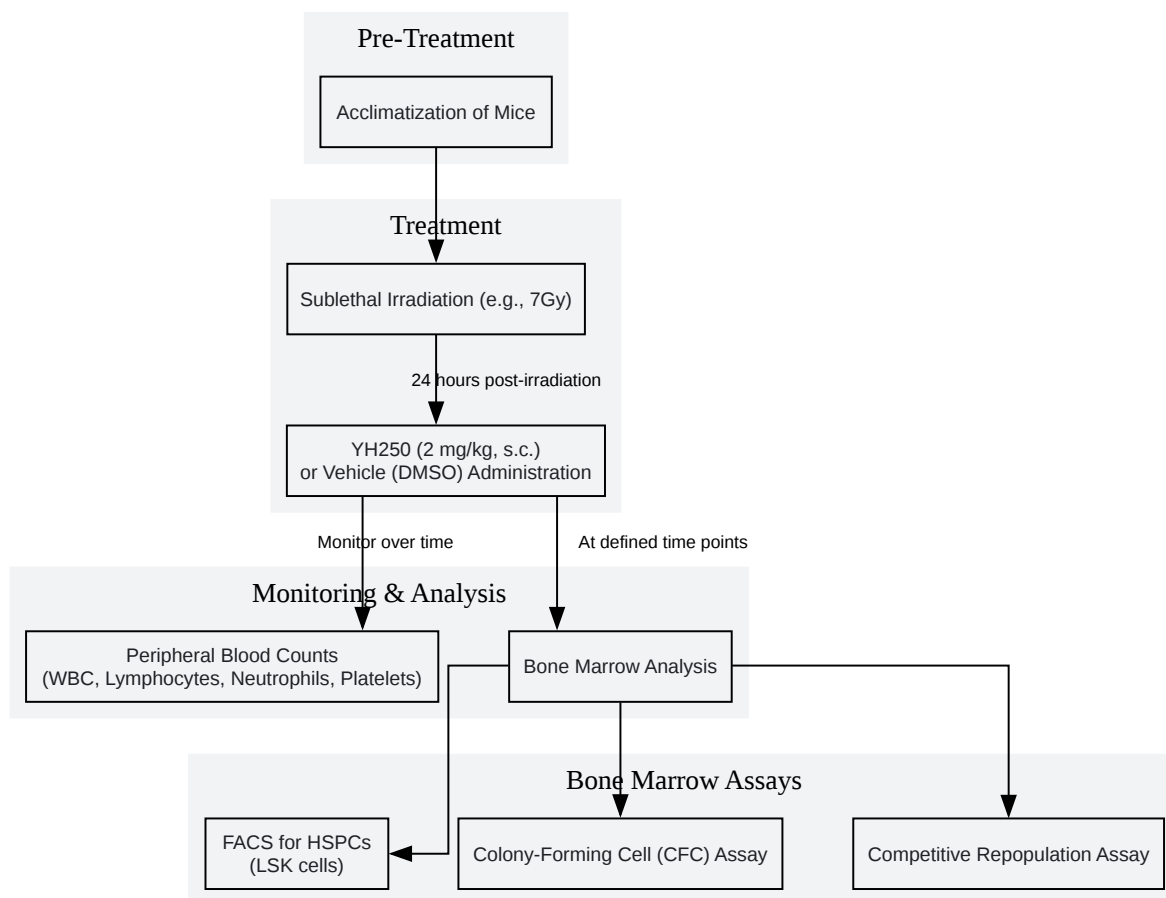 Pre-Treatment
Acclimatization of Mice
Treatment
Sublethal Irradiation (e.g., 7Gy)
24 hours post-irradiation
YH250 (2 mg/kg, s.c.)
or Vehicle (DMSO) Administration
Monitor over time
At defined time points
Monitoring & Analysis
Peripheral Blood Counts
(WBC, Lymphocytes, Neutrophils, Platelets)
Bone Marrow Analysis
Bone Marrow Assays
FACS for HSPCs
(LSK cells)
Colony-Forming Cell (CFC) Assay
Competitive Repopulation Assay